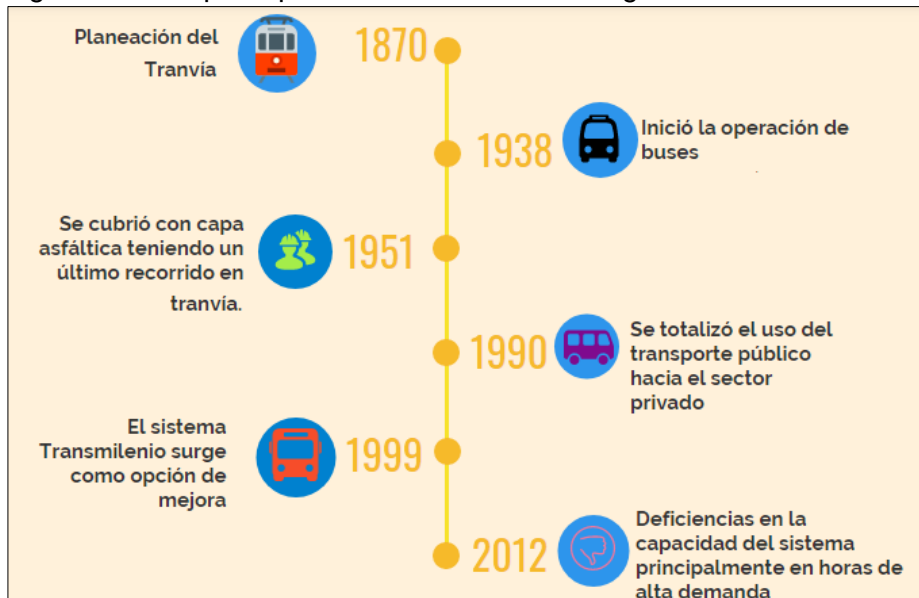 Planeación del
Tranvía
1870
1938
Inició la operación de
buses
Se cubrió con capa
asfáltica teniendo un
último recorrido en
tranvía.
1951
1990
Se totalizó el uso del
transporte público
hacia el sector
privado
El sistema
Transmilenio surge
como opción de
mejora
1999
2012
Deficiencias en la
capacidad del sistema
principalmente en horas de
alta demanda